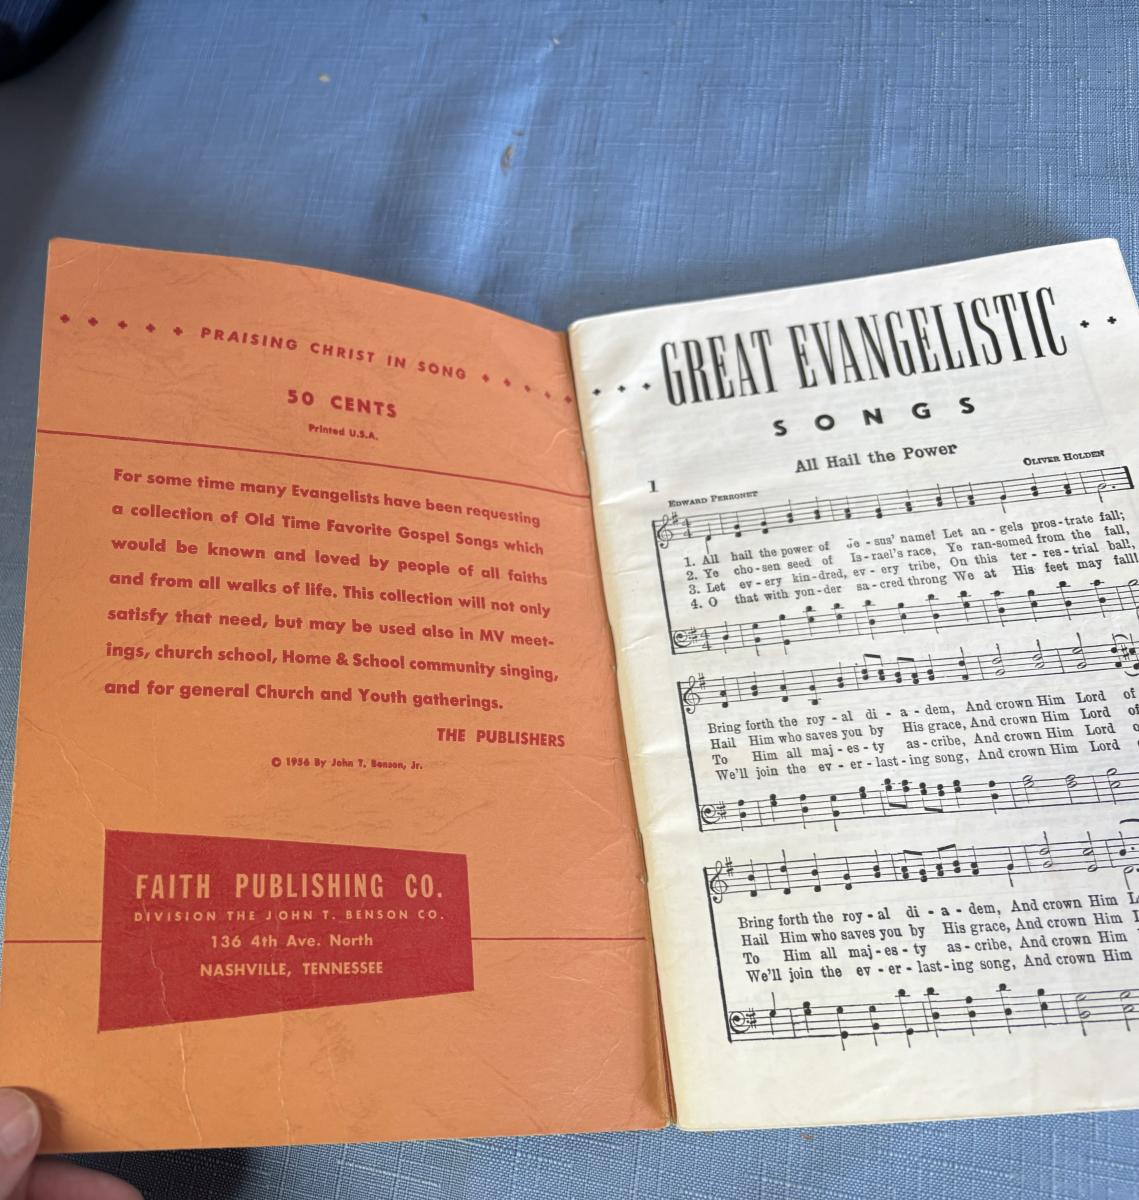 PRAISING CHRIST IN SONG
50 CENTS
Printed U.S.A.
For some time many Evangelists have been requesting
a collection of Old Time Favorite Gospel Songs which
would be known and loved by people of all faiths
and from all walks of life. This collection will not only
satisfy that need, but may be used also in MV meet-
ings, church school, Home & School community singing,
and for general Church and Youth gatherings.
THE PUBLISHERS
© 1956 By John T. Benson, Jr.
FAITH PUBLISHING CO.
DIVISION THE JOHN T. BENSON CO.
136 4th Ave. North
NASHVILLE, TENNESSEE
GREAT EVANGELISTIC
SONGS
All Hail the Power
1
EDWARD PERRONET
OLIVER HOLDEN
4
4
1. All hail the power of Je - sus' name! Let an - gels pros - trate fall;
2. Ye cho - sen seed of Is - rael's race, Ye ran - somed from the fall,
3. Let ev - ery kin - dred, ev - ery tribe, On this ter - res - trial ball,
4. O that with yon - der sa - cred throng We at His feet may fall
4
4
Bring forth the roy - al di - a - dem, And crown Him Lord of
Hail Him who saves you by His grace, And crown Him Lord of
To Him all maj - es - ty as - cribe, And crown Him Lord
We'll join the ev - er - last - ing song, And crown Him Lord
Bring forth the roy - al di - a - dem, And crown Him
Hail Him who saves you by His grace, And crown Him
To Him all maj - es - ty as - cribe, And crown Him
We'll join the ev - er - last - ing song, And crown Him